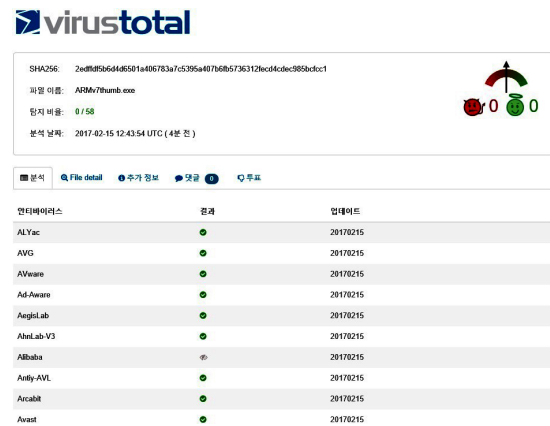 virustotal
SHA256: 2edffdf5b6d4d6501a406783a7c5395a407b6fb5736312fecd4cdec985bcfcc1
파일 이름: ARMv7thumb.exe
탐지 비율: 0 / 58
분석 날짜: 2017-02-15 12:43:54 UTC ( 4분 전 )
0 0
분석 File detail 추가 정보 댓글 0 투표
안티바이러스 결과 업데이트
ALYac 20170215
AVG 20170215
AVware 20170215
Ad-Aware 20170215
AegisLab 20170215
AhnLab-V3 20170215
Alibaba 20170215
Antiy-AVL 20170215
Arcabit 20170215
Avast 20170215